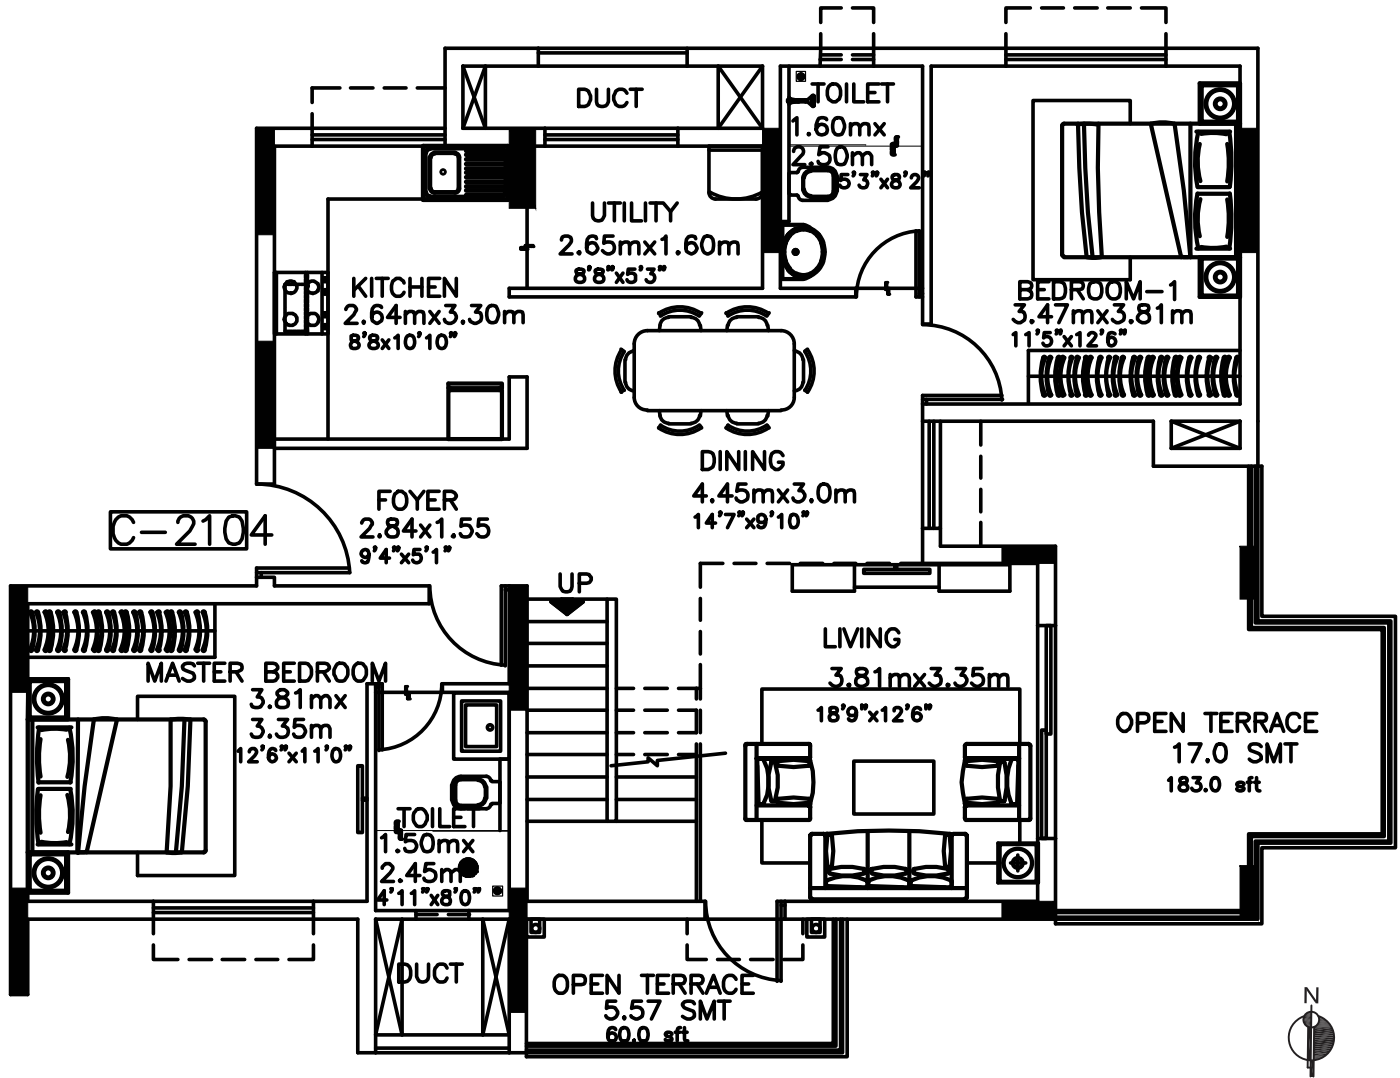 DUCT
TOILET
1.60mx
2.50m
5'3"x8'2"
UTILITY
2.65mx1.60m
8'8"x5'3"
KITCHEN
2.64mx3.30m
8'8x10'10"
BEDROOM-1
3.47mx3.81m
11'5"x12'6"
DINING
4.45mx3.0m
14'7"x9'10"
FOYER
2.84x1.55
9'4"x5'1"
C-2104
UP
LIVING
3.81mx3.35m
18'9"x12'6"
MASTER BEDROOM
3.81mx
3.35m
12'6"x11'0"
OPEN TERRACE
17.0 SMT
183.0 sft
TOILET
1.50mx
2.45m
4'11"x8'0"
DUCT
OPEN TERRACE
5.57 SMT
60.0 sft
N